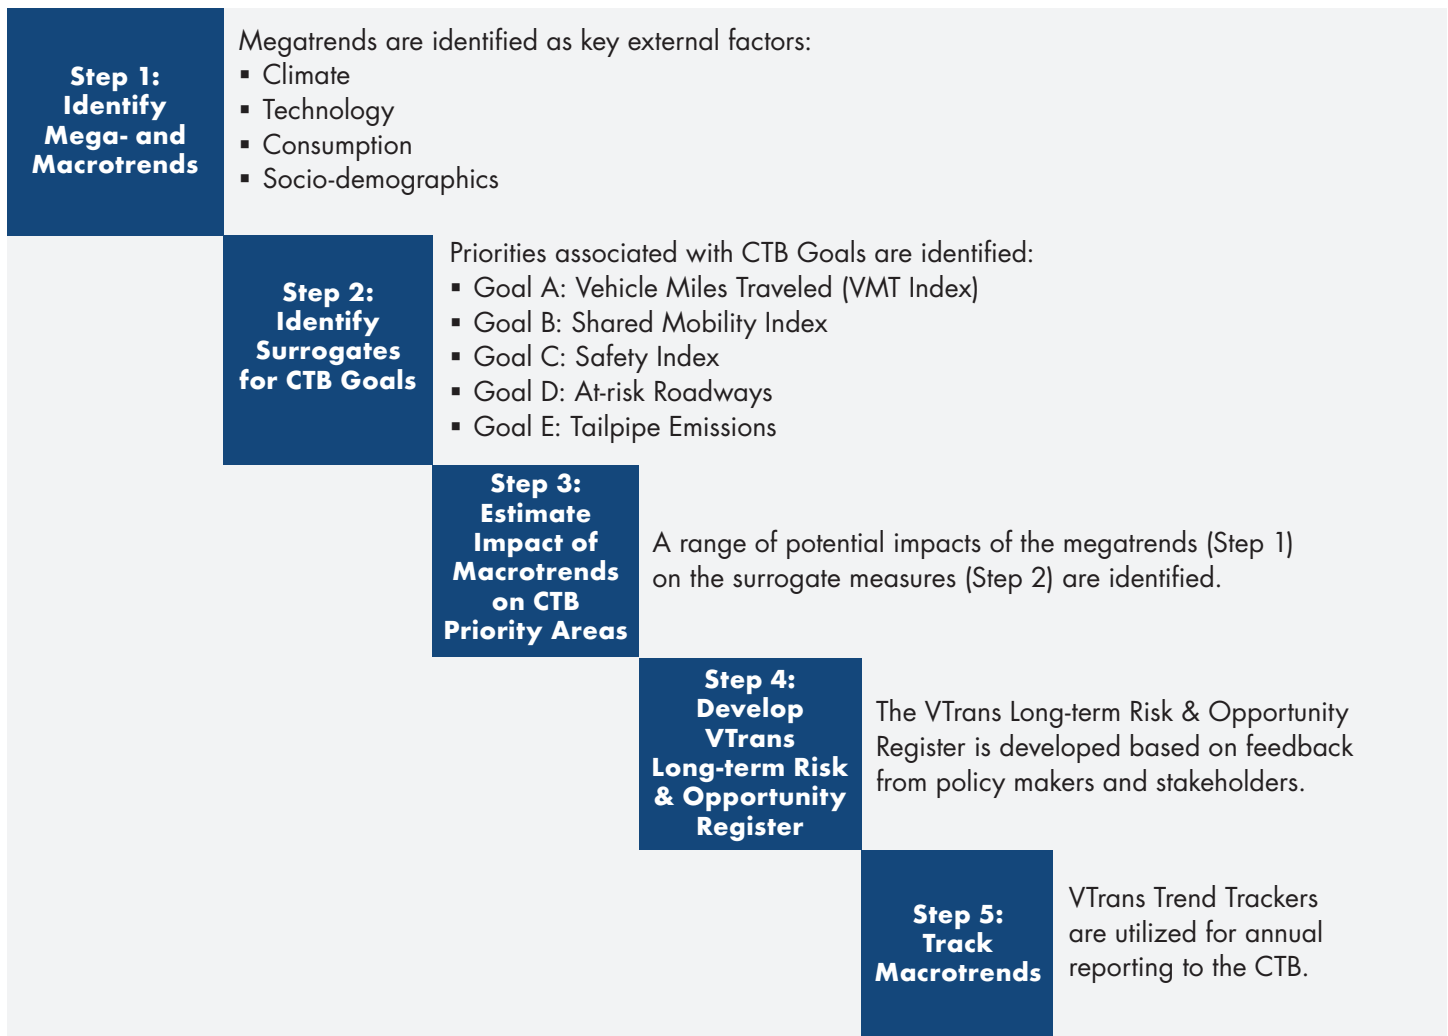 Step 1:
Identify
Mega- and
Macrotrends
Megatrends are identified as key external factors:
▪ Climate
▪ Technology
▪ Consumption
▪ Socio-demographics
Step 2:
Identify
Surrogates
for CTB Goals
Priorities associated with CTB Goals are identified:
▪ Goal A: Vehicle Miles Traveled (VMT Index)
▪ Goal B: Shared Mobility Index
▪ Goal C: Safety Index
▪ Goal D: At-risk Roadways
▪ Goal E: Tailpipe Emissions
Step 3:
Estimate
Impact of
Macrotrends
on CTB
Priority Areas
A range of potential impacts of the megatrends (Step 1)
on the surrogate measures (Step 2) are identified.
Step 4:
Develop
VTrans
Long-term Risk
& Opportunity
Register
The VTrans Long-term Risk & Opportunity
Register is developed based on feedback
from policy makers and stakeholders.
Step 5:
Track
Macrotrends
VTrans Trend Trackers
are utilized for annual
reporting to the CTB.